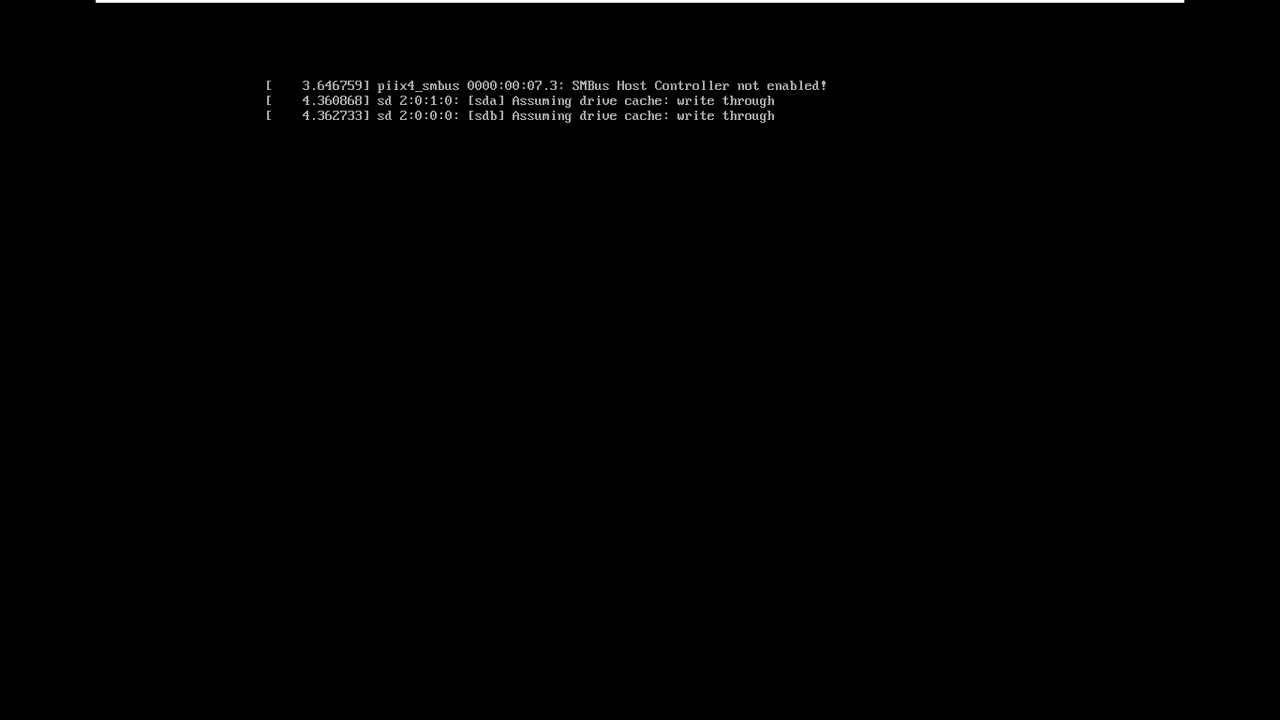 [    3.646759] piix4_smbus 0000:00:07.3: SMBus Host Controller not enabled!
[    4.360868] sd 2:0:1:0: [sda] Assuming drive cache: write through
[    4.362733] sd 2:0:0:0: [sdb] Assuming drive cache: write through